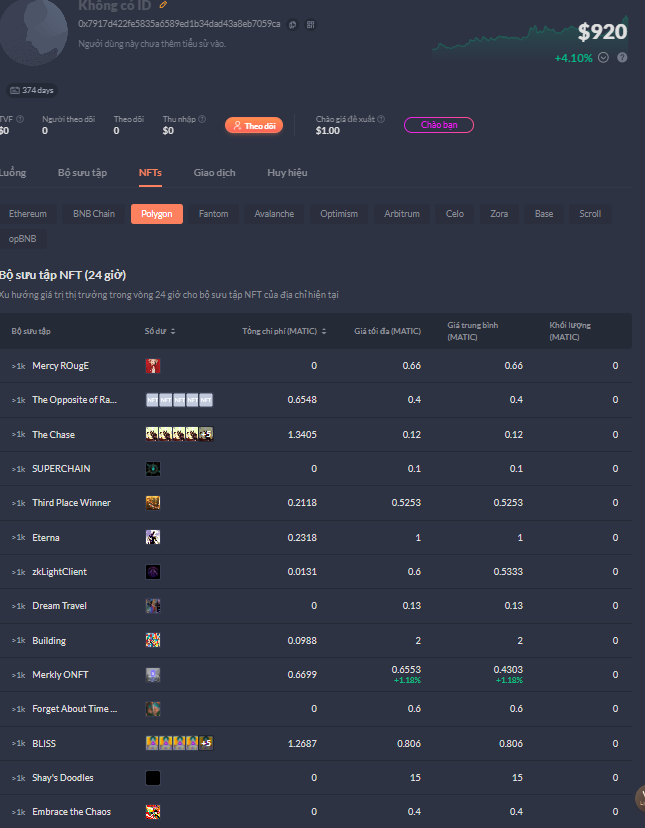 Không có ID
0x7917d422fe5835a6589ed1b34dad43a8eb7059ca
Người dùng này chưa thêm tiểu sử vào.
$920
+4.10%
374 days
TVF Người theo dõi Theo dõi Thu nhập Theo dõi Chào giá đề xuất Chào bạn
$0 0 0 $0 $1.00
Luồng Bộ sưu tập NFTs Giao dịch Huy hiệu
Ethereum BNB Chain Polygon Fantom Avalanche Optimism Arbitrum Celo Zora Base Scroll
opBNB
Bộ sưu tập NFT (24 giờ)
Xu hướng giá trị thị trường trong vòng 24 giờ cho bộ sưu tập NFT của địa chỉ hiện tại
Bộ sưu tập Số dư Tổng chi phí (MATIC) Giá tối đa (MATIC) Giá trung bình (MATIC) Khối lượng (MATIC)
>1k Mercy ROugE 0 0.66 0.66 0
>1k The Opposite of Ra... NFT NFT NFT NFT NFT 0.6548 0.4 0.4 0
>1k The Chase +5 1.3405 0.12 0.12 0
>1k SUPERCHAIN 0 0.1 0.1 0
>1k Third Place Winner 0.2118 0.5253 0.5253 0
>1k Eterna 0.2318 1 1 0
>1k zkLightClient 0.0131 0.6 0.5333 0
>1k Dream Travel 0 0.13 0.13 0
>1k Building 0.0988 2 2 0
>1k Merkly ONFT 0.6699 0.6553 0.4303 0
+1.18% +1.18%
>1k Forget About Time ... 0 0.6 0.6 0
>1k BLISS +5 1.2687 0.806 0.806 0
>1k Shay's Doodles 0 15 15 0
>1k Embrace the Chaos 0 0.4 0.4 0